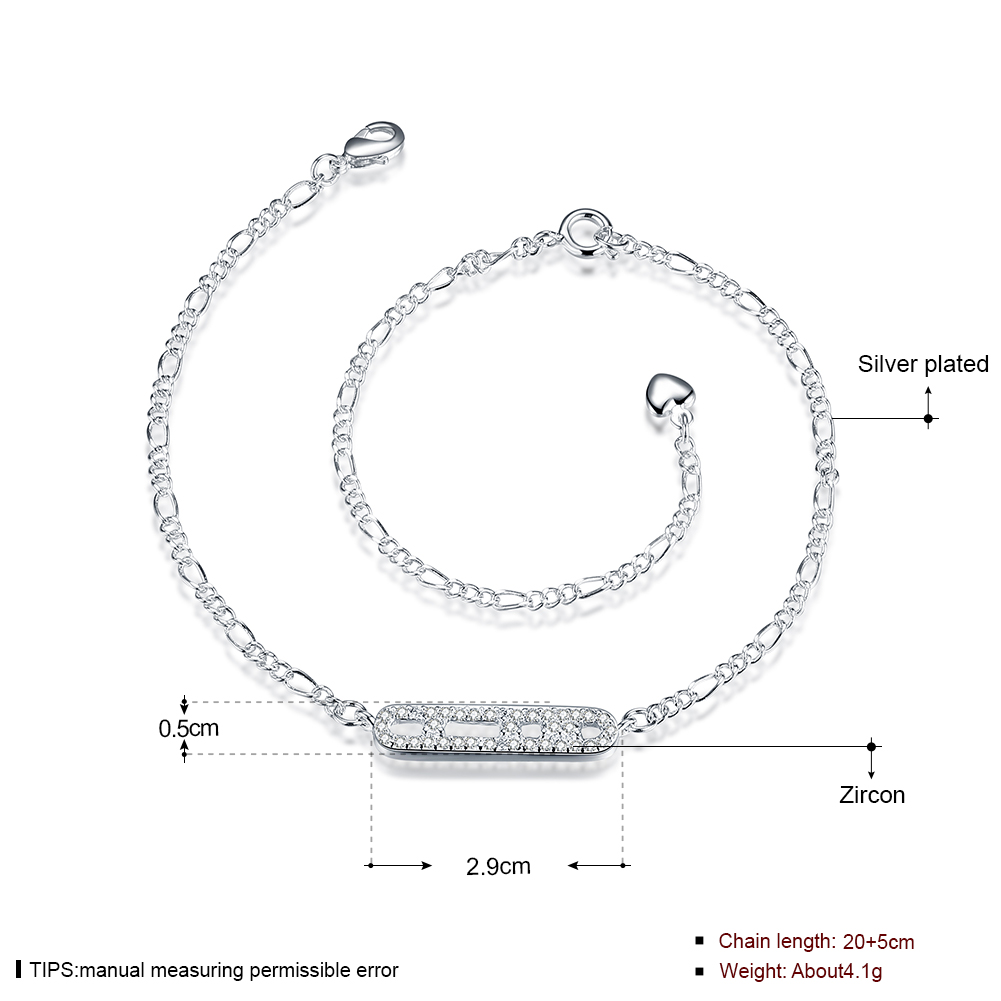 Silver plated
0.5cm
Zircon
2.9cm
Chain length: 20+5cm
TIPS:manual measuring permissible error
Weight: About4.1g